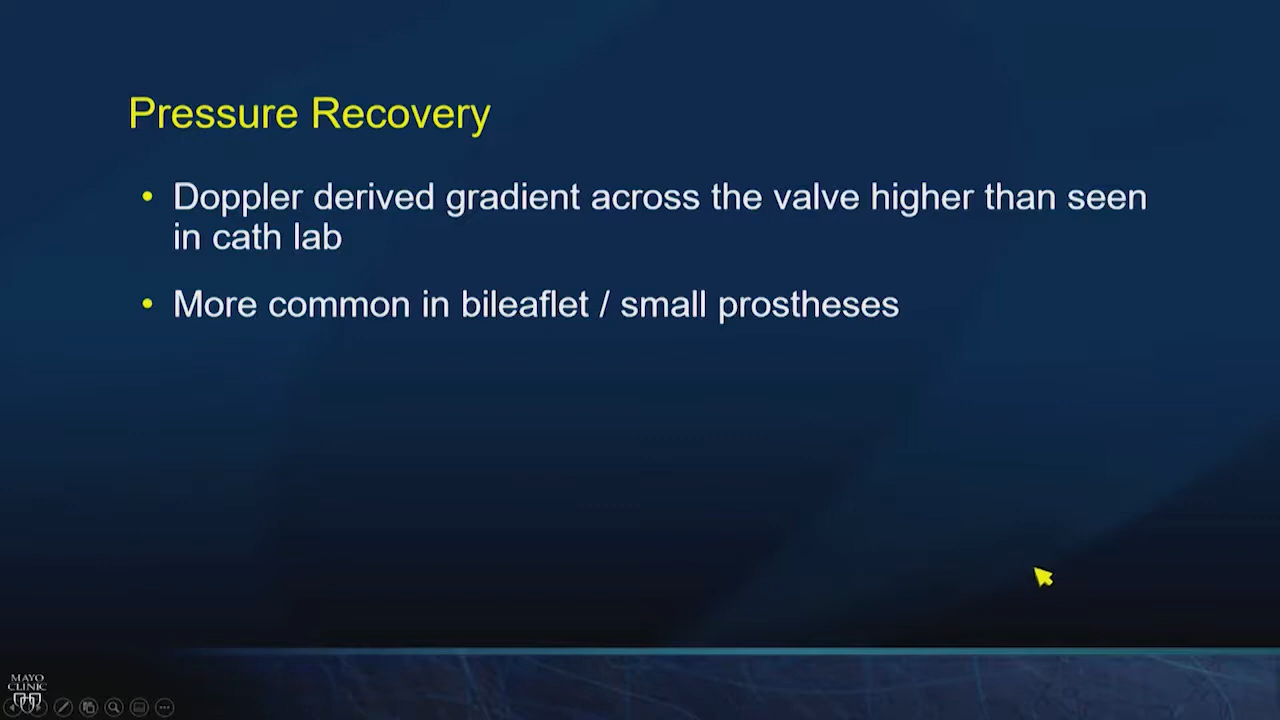 Pressure Recovery
• Doppler derived gradient across the valve higher than seen
in cath lab
• More common in bileaflet / small prostheses
MAYO
CLINIC